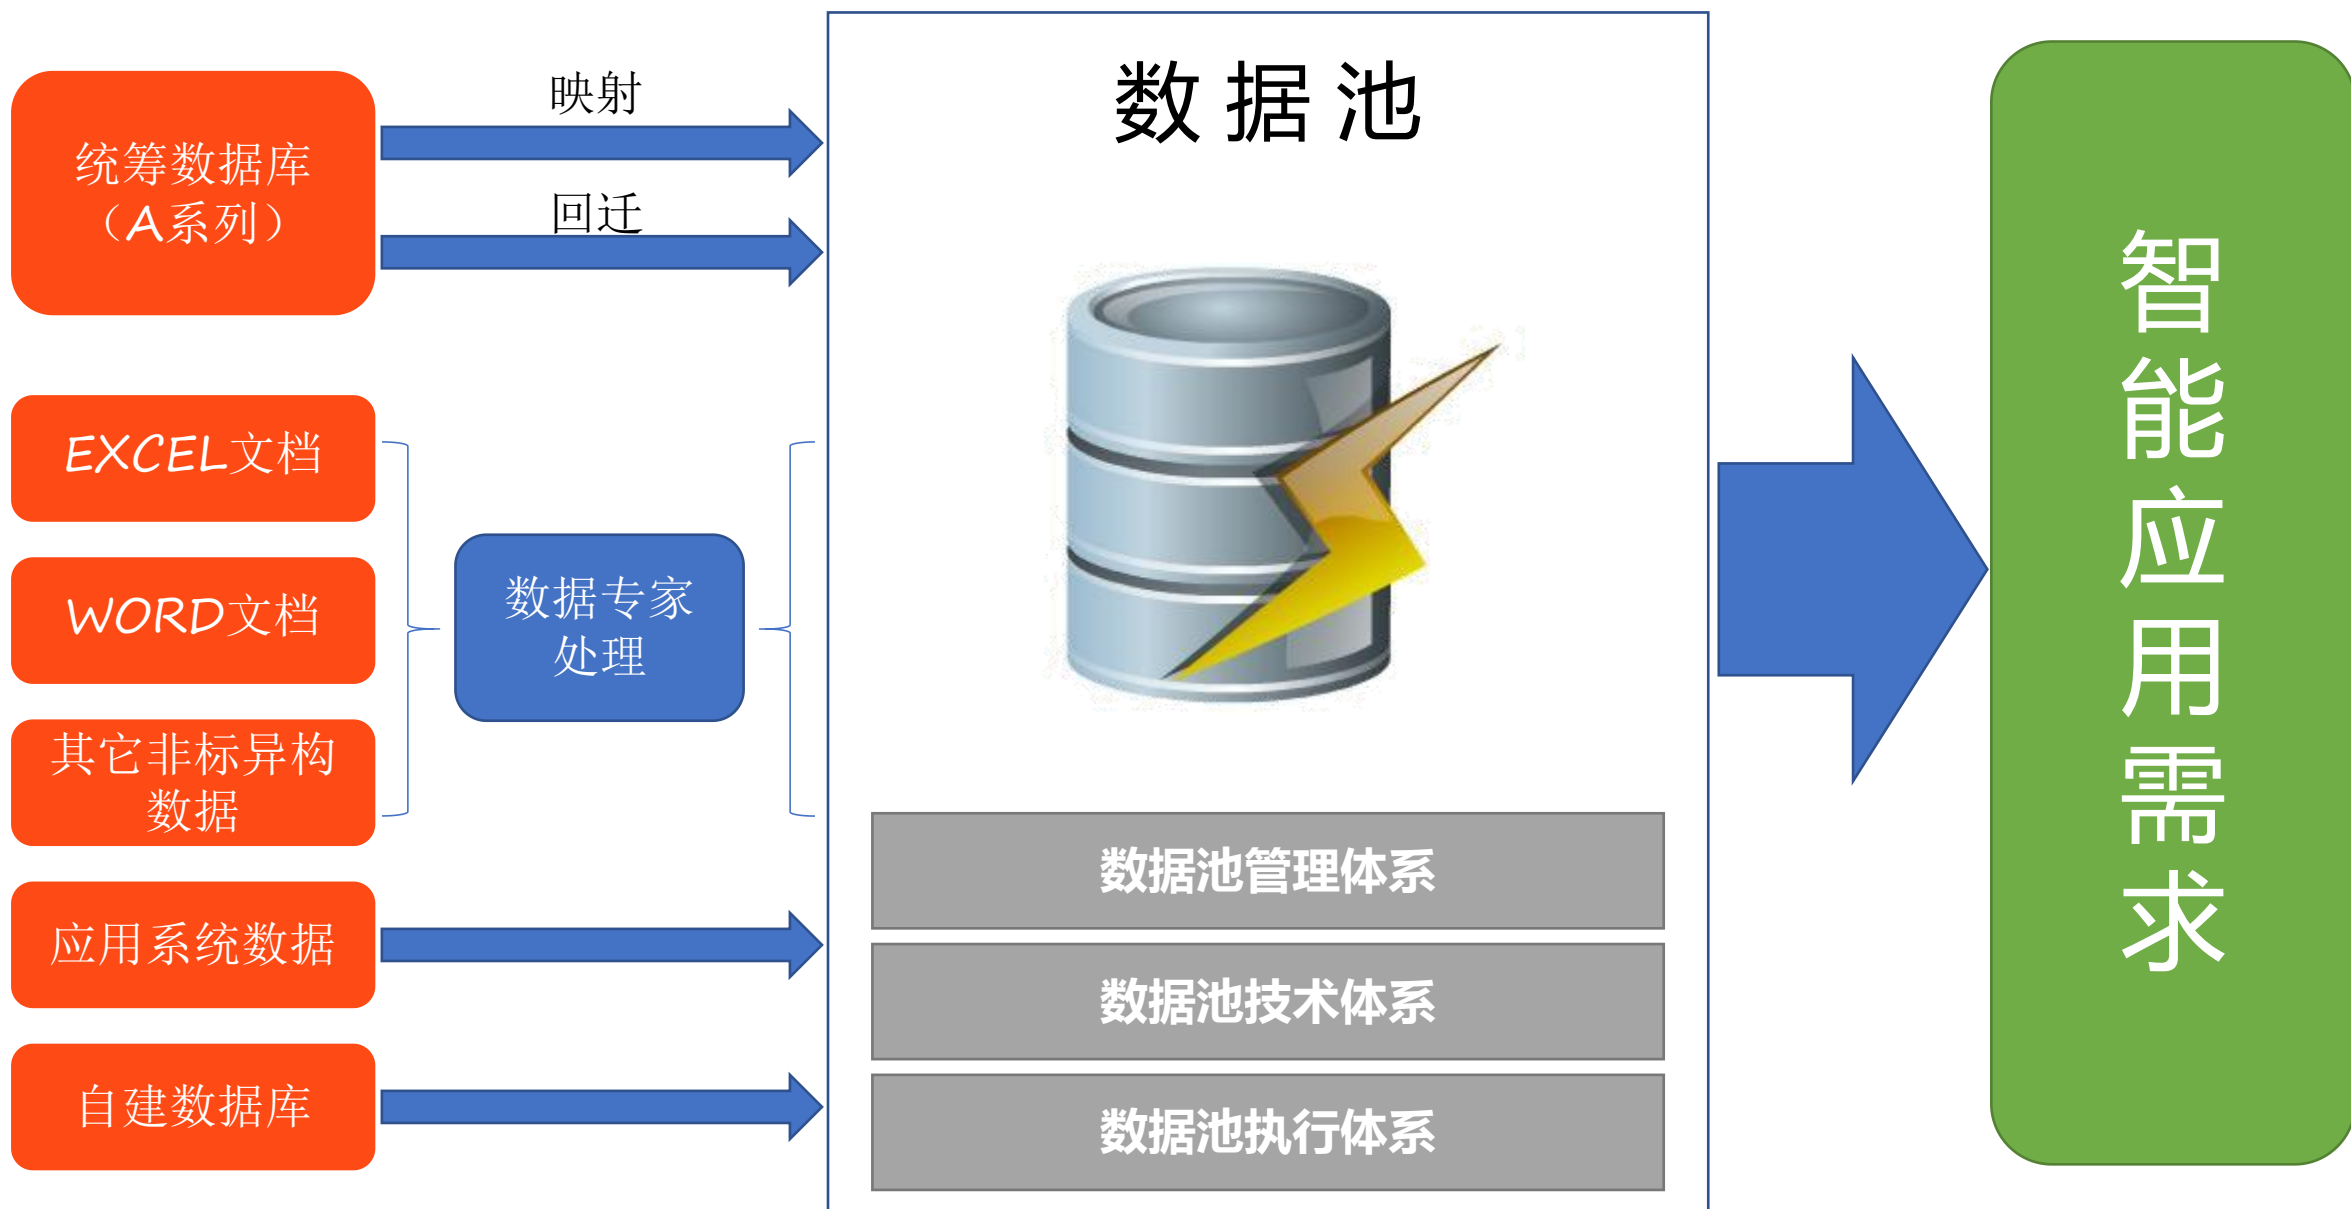 统筹数据库
（A系列）
映射
回迁
EXCEL文档
WORD文档
其它非标异构
数据
数据专家
处理
应用系统数据
自建数据库
数据池
数据池管理体系
数据池技术体系
数据池执行体系
智
能
应
用
需
求